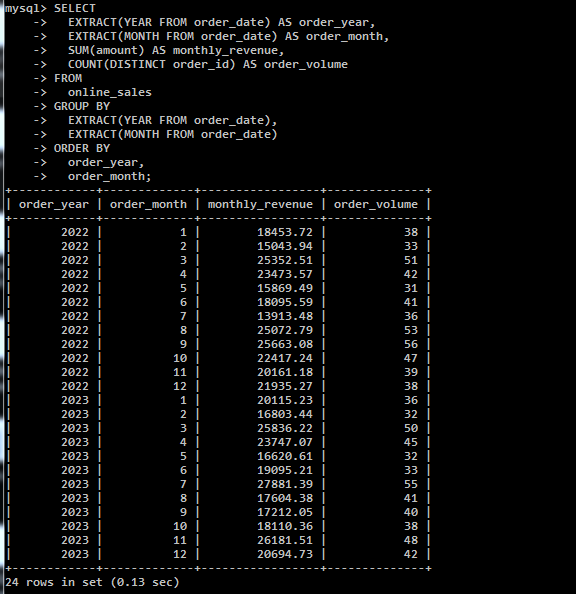 mysql> SELECT
    ->   EXTRACT(YEAR FROM order_date) AS order_year,
    ->   EXTRACT(MONTH FROM order_date) AS order_month,
    ->   SUM(amount) AS monthly_revenue,
    ->   COUNT(DISTINCT order_id) AS order_volume
    -> FROM
    ->   online_sales
    -> GROUP BY
    ->   EXTRACT(YEAR FROM order_date),
    ->   EXTRACT(MONTH FROM order_date)
    -> ORDER BY
    ->   order_year,
    ->   order_month;
+------------+-------------+-----------------+--------------+
| order_year | order_month | monthly_revenue | order_volume |
+------------+-------------+-----------------+--------------+
|       2022 |           1 |        18453.72 |           38 |
|       2022 |           2 |        15043.94 |           33 |
|       2022 |           3 |        25352.51 |           51 |
|       2022 |           4 |        23473.57 |           42 |
|       2022 |           5 |        15869.49 |           31 |
|       2022 |           6 |        18095.59 |           41 |
|       2022 |           7 |        13913.48 |           36 |
|       2022 |           8 |        25072.79 |           53 |
|       2022 |           9 |        25663.08 |           56 |
|       2022 |          10 |        22417.24 |           47 |
|       2022 |          11 |        20161.18 |           39 |
|       2022 |          12 |        21935.27 |           38 |
|       2023 |           1 |        20115.23 |           36 |
|       2023 |           2 |        16803.44 |           32 |
|       2023 |           3 |        25836.22 |           50 |
|       2023 |           4 |        23747.07 |           45 |
|       2023 |           5 |        16620.61 |           32 |
|       2023 |           6 |        19095.21 |           33 |
|       2023 |           7 |        27881.39 |           55 |
|       2023 |           8 |        17604.38 |           41 |
|       2023 |           9 |        17212.05 |           40 |
|       2023 |          10 |        18110.36 |           38 |
|       2023 |          11 |        26181.51 |           48 |
|       2023 |          12 |        20694.73 |           42 |
+------------+-------------+-----------------+--------------+
24 rows in set (0.13 sec)